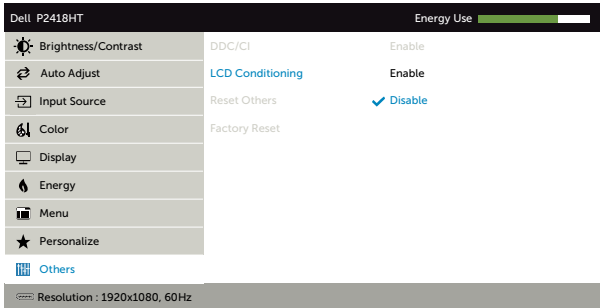 Dell P2418HT Energy Use
Brightness/Contrast DDC/CI Enable
Auto Adjust LCD Conditioning Enable
Input Source Reset Others Disable
Color Factory Reset
Display
Energy
Menu
Personalize
Others
Resolution : 1920x1080, 60Hz